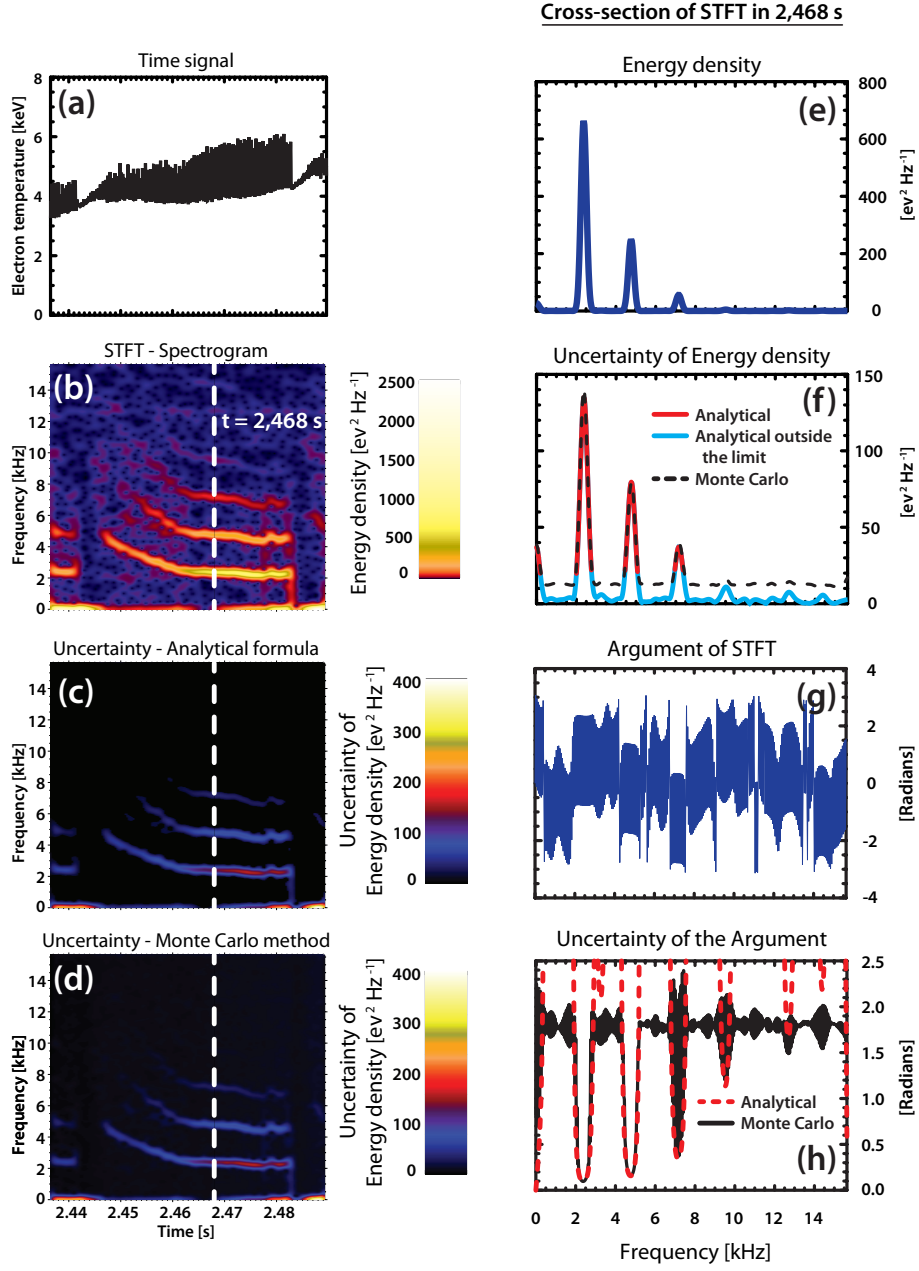 Cross-section of STFT in 2,468 s
Time signal
(a)
Electron temperature [keV]
8
6
4
2
0
STFT - Spectrogram
(b)
t = 2,468 s
Frequency [kHz]
14
12
10
8
6
4
2
0
Energy density [ev² Hz⁻¹]
2500
2000
1500
1000
500
0
Uncertainty - Analytical formula
(c)
Frequency [kHz]
14
12
10
8
6
4
2
0
Uncertainty of
Energy density [ev² Hz⁻¹]
400
300
200
100
0
Uncertainty - Monte Carlo method
(d)
Frequency [kHz]
14
12
10
8
6
4
2
0
2.44 2.45 2.46 2.47 2.48
Time [s]
Uncertainty of
Energy density [ev² Hz⁻¹]
400
300
200
100
0
Energy density
(e)
800
600
400
200
0
[ev² Hz⁻¹]
Uncertainty of Energy density
(f)
Analytical
Analytical outside
the limit
Monte Carlo
150
100
50
0
[ev² Hz⁻¹]
Argument of STFT
(g)
4
2
0
-2
-4
[Radians]
Uncertainty of the Argument
2.5
2.0
1.5
1.0
0.5
0.0
[Radians]
Analytical
Monte Carlo
(h)
0 2 4 6 8 10 12 14
Frequency [kHz]